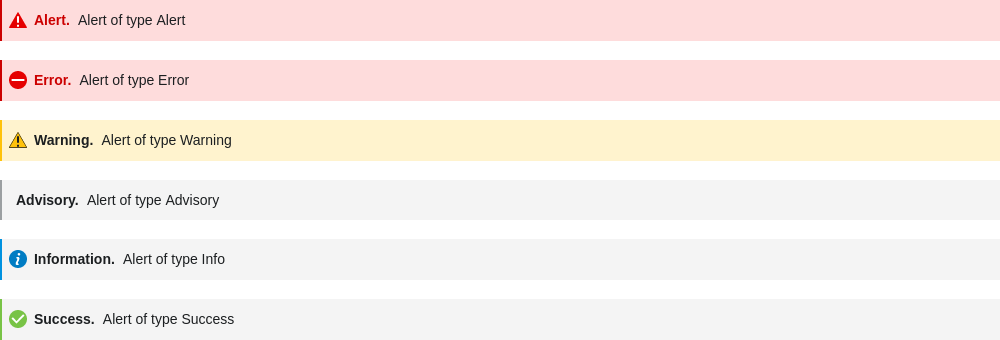 Alert. Alert of type Alert
Error. Alert of type Error
Warning. Alert of type Warning
Advisory. Alert of type Advisory
Information. Alert of type Info
Success. Alert of type Success